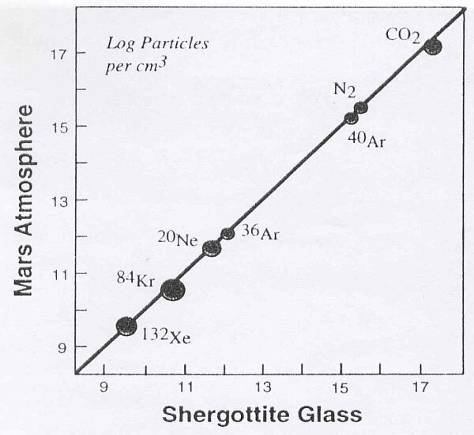 Log Particles
per cm³
CO₂
N₂
40Ar
36Ar
20Ne
84Kr
132Xe
17
15
13
11
9
Mars Atmosphere
9
11
13
15
17
Shergottite Glass